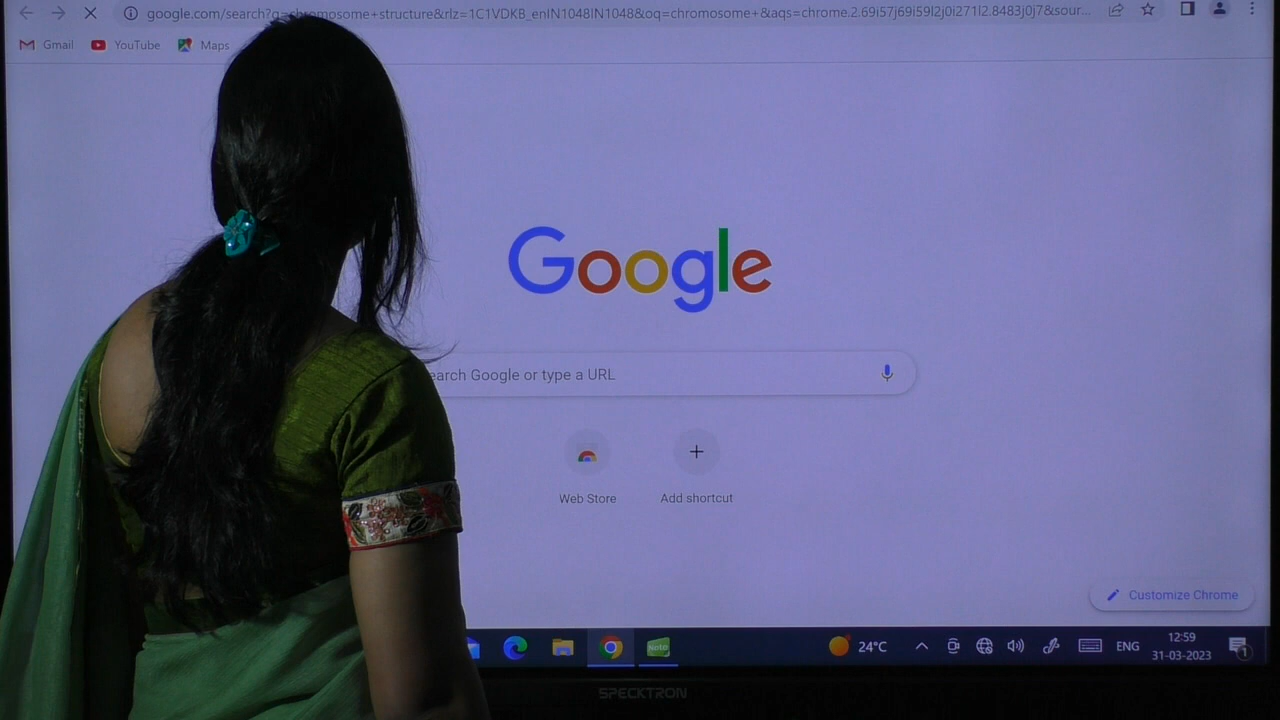 google.com/search?q=chromosome+structure&rlz=1C1VDKB_enIN1048IN1048&oq=chromosome+&aqs=chrome.2.69i57j69i59l2j0i271l2.8483j0j7&sour...
Gmail YouTube Maps
Google
earch Google or type a URL
Web Store Add shortcut
Customize Chrome
Note 24°C ENG 12:59
31-03-2023
1
SPECKTRON